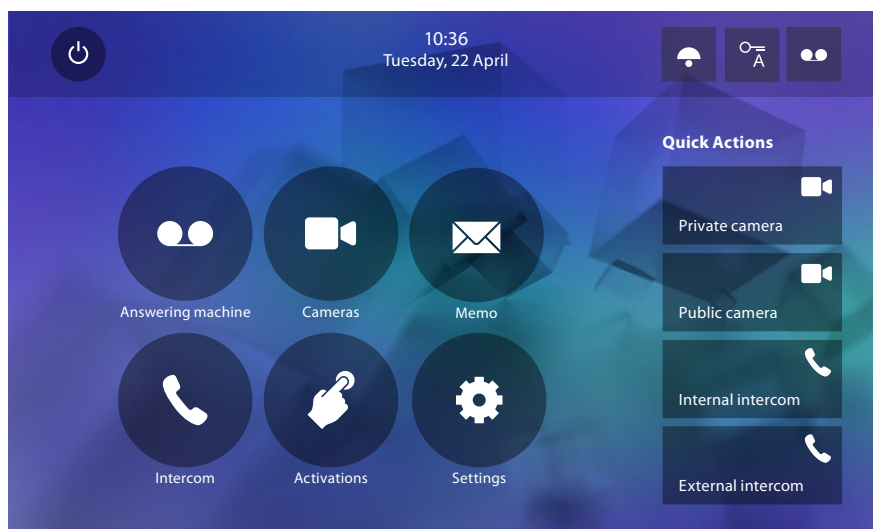 10:36
Tuesday, 22 April
A
Quick Actions
Private camera
Public camera
Internal intercom
External intercom
Answering machine
Cameras
Memo
Intercom
Activations
Settings